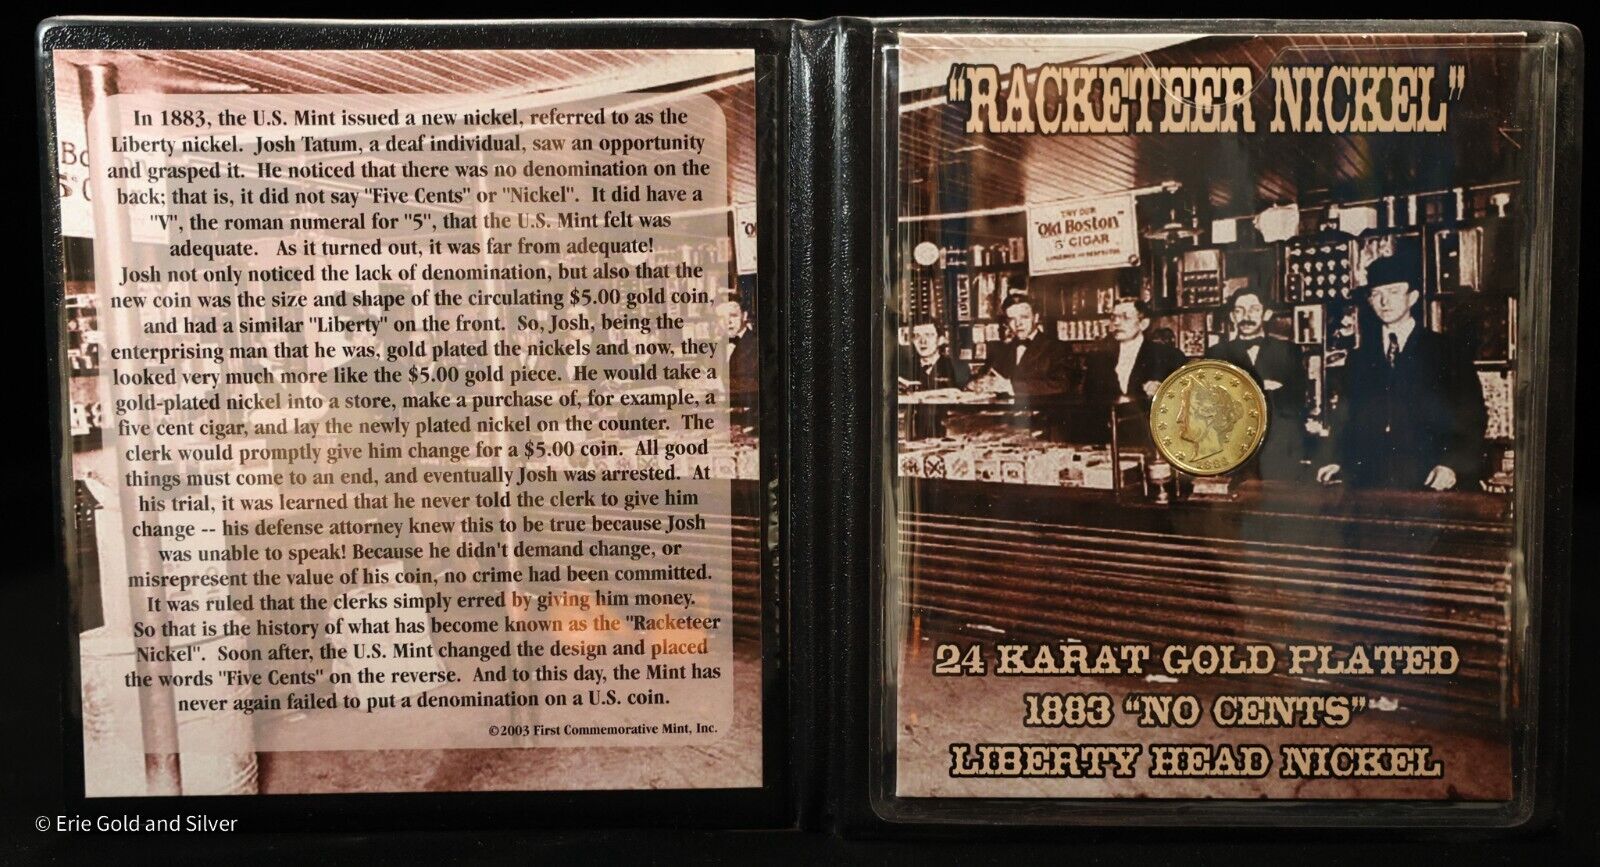 In 1883, the U.S. Mint issued a new nickel, referred to as the
Liberty nickel. Josh Tatum, a deaf individual, saw an opportunity
and grasped it. He noticed that there was no denomination on the
back; that is, it did not say "Five Cents" or "Nickel". It did have a
"V", the roman numeral for "5", that the U.S. Mint felt was
adequate. As it turned out, it was far from adequate!
Josh not only noticed the lack of denomination, but also that the
new coin was the size and shape of the circulating $5.00 gold coin,
and had a similar "Liberty" on the front. So, Josh, being the
enterprising man that he was, gold plated the nickels and now, they
looked very much more like the $5.00 gold piece. He would take a
gold-plated nickel into a store, make a purchase of, for example, a
five cent cigar, and lay the newly plated nickel on the counter. The
clerk would promptly give him change for a $5.00 coin. All good
things must come to an end, and eventually Josh was arrested. At
his trial, it was learned that he never told the clerk to give him
change -- his defense attorney knew this to be true because Josh
was unable to speak! Because he didn't demand change, or
misrepresent the value of his coin, no crime had been committed.
It was ruled that the clerks simply erred by giving him money.
So that is the history of what has become known as the "Racketeer
Nickel". Soon after, the U.S. Mint changed the design and placed
the words "Five Cents" on the reverse. And to this day, the Mint has
never again failed to put a denomination on a U.S. coin.
©2003 First Commemorative Mint, Inc.
"RACKETEER NICKEL"
TRY OUR
"Old Boston"
5¢ CIGAR
1883
24 KARAT GOLD PLATED
1883 "NO CENTS"
LIBERTY HEAD NICKEL
© Erie Gold and Silver